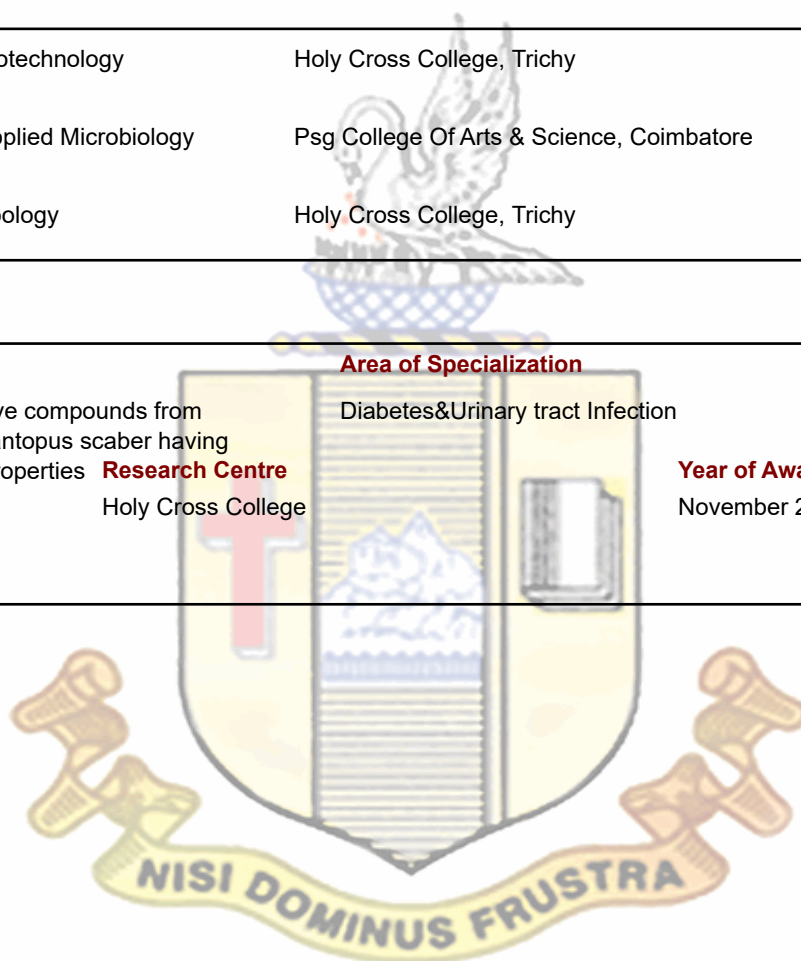 otechnology Holy Cross College, Trichy
pplied Microbiology Psg College Of Arts & Science, Coimbatore
ology Holy Cross College, Trichy
Area of Specialization
ve compounds from Diabetes&Urinary tract Infection
antopus scaber having
roperties Research Centre Year of Awa
Holy Cross College November 2
NISI DOMINUS FRUSTRA